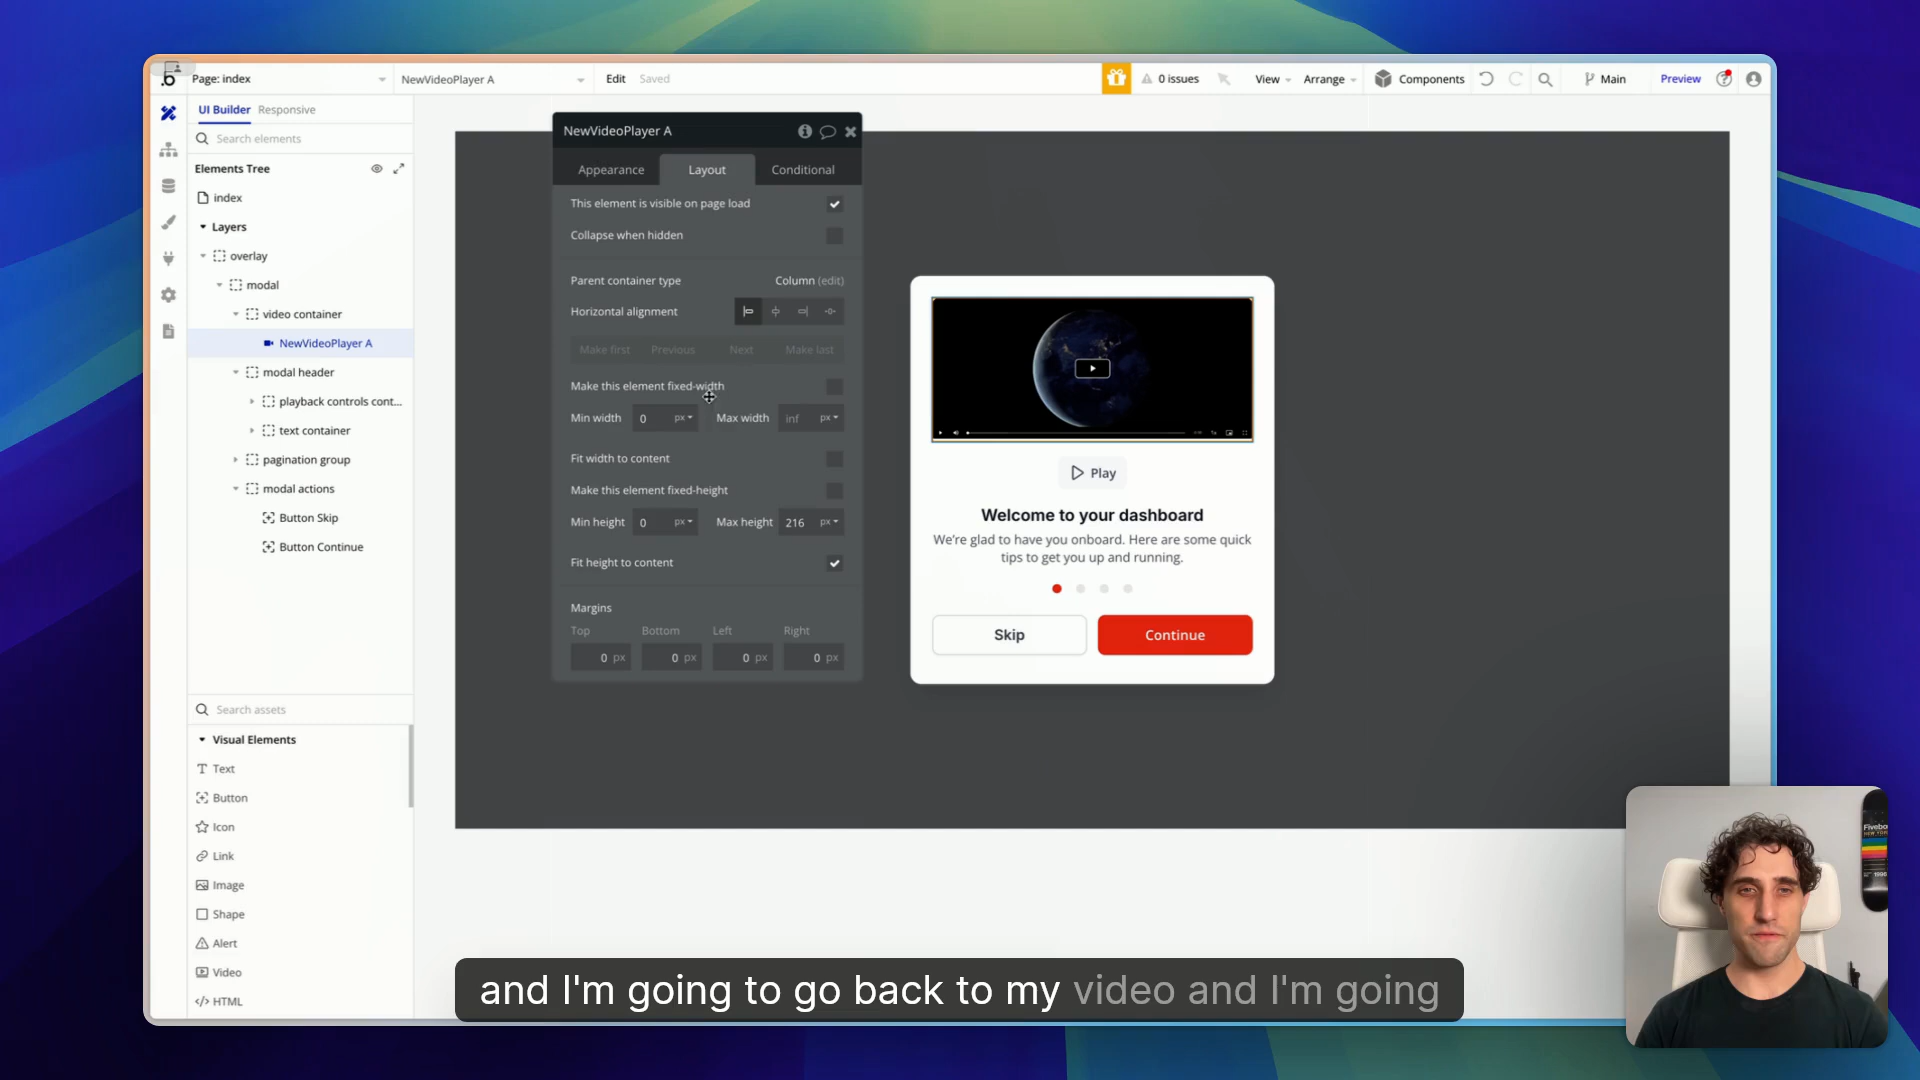 Page: index
NewVideoPlayer A
Edit
Saved
0 issues
View
Arrange
Components
Main
Preview
UI Builder
Responsive
Search elements
Elements Tree
index
Layers
overlay
modal
video container
NewVideoPlayer A
modal header
playback controls cont...
text container
pagination group
modal actions
Button Skip
Button Continue
Search assets
Visual Elements
Text
Button
Icon
Link
Image
Shape
Alert
Video
</> HTML
NewVideoPlayer A
Appearance
Layout
Conditional
This element is visible on page load
Collapse when hidden
Parent container type
Column (edit)
Horizontal alignment
Make first
Previous
Next
Make last
Make this element fixed-width
Min width 0 px
Max width inf px
Fit width to content
Make this element fixed-height
Min height 0 px
Max height 216 px
Fit height to content
Margins
Top
Bottom
Left
Right
0 px
0 px
0 px
0 px
Play
Welcome to your dashboard
We're glad to have you onboard. Here are some quick
tips to get you up and running.
Skip
Continue
and I'm going to go back to my video and I'm going